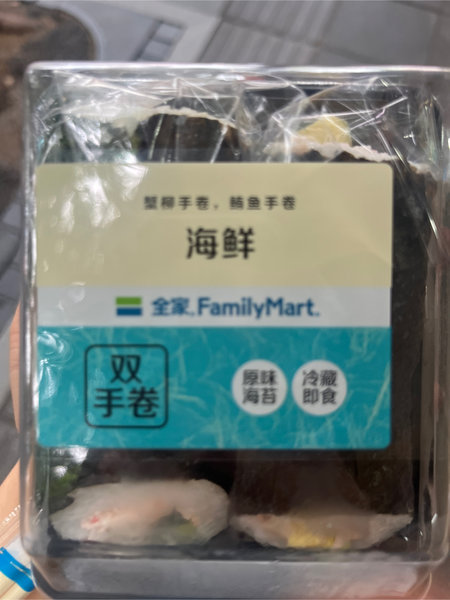 蟹柳手卷，鲔鱼手卷
海鲜
全家 FamilyMart
双
手卷
原味
海苔
冷藏
即食